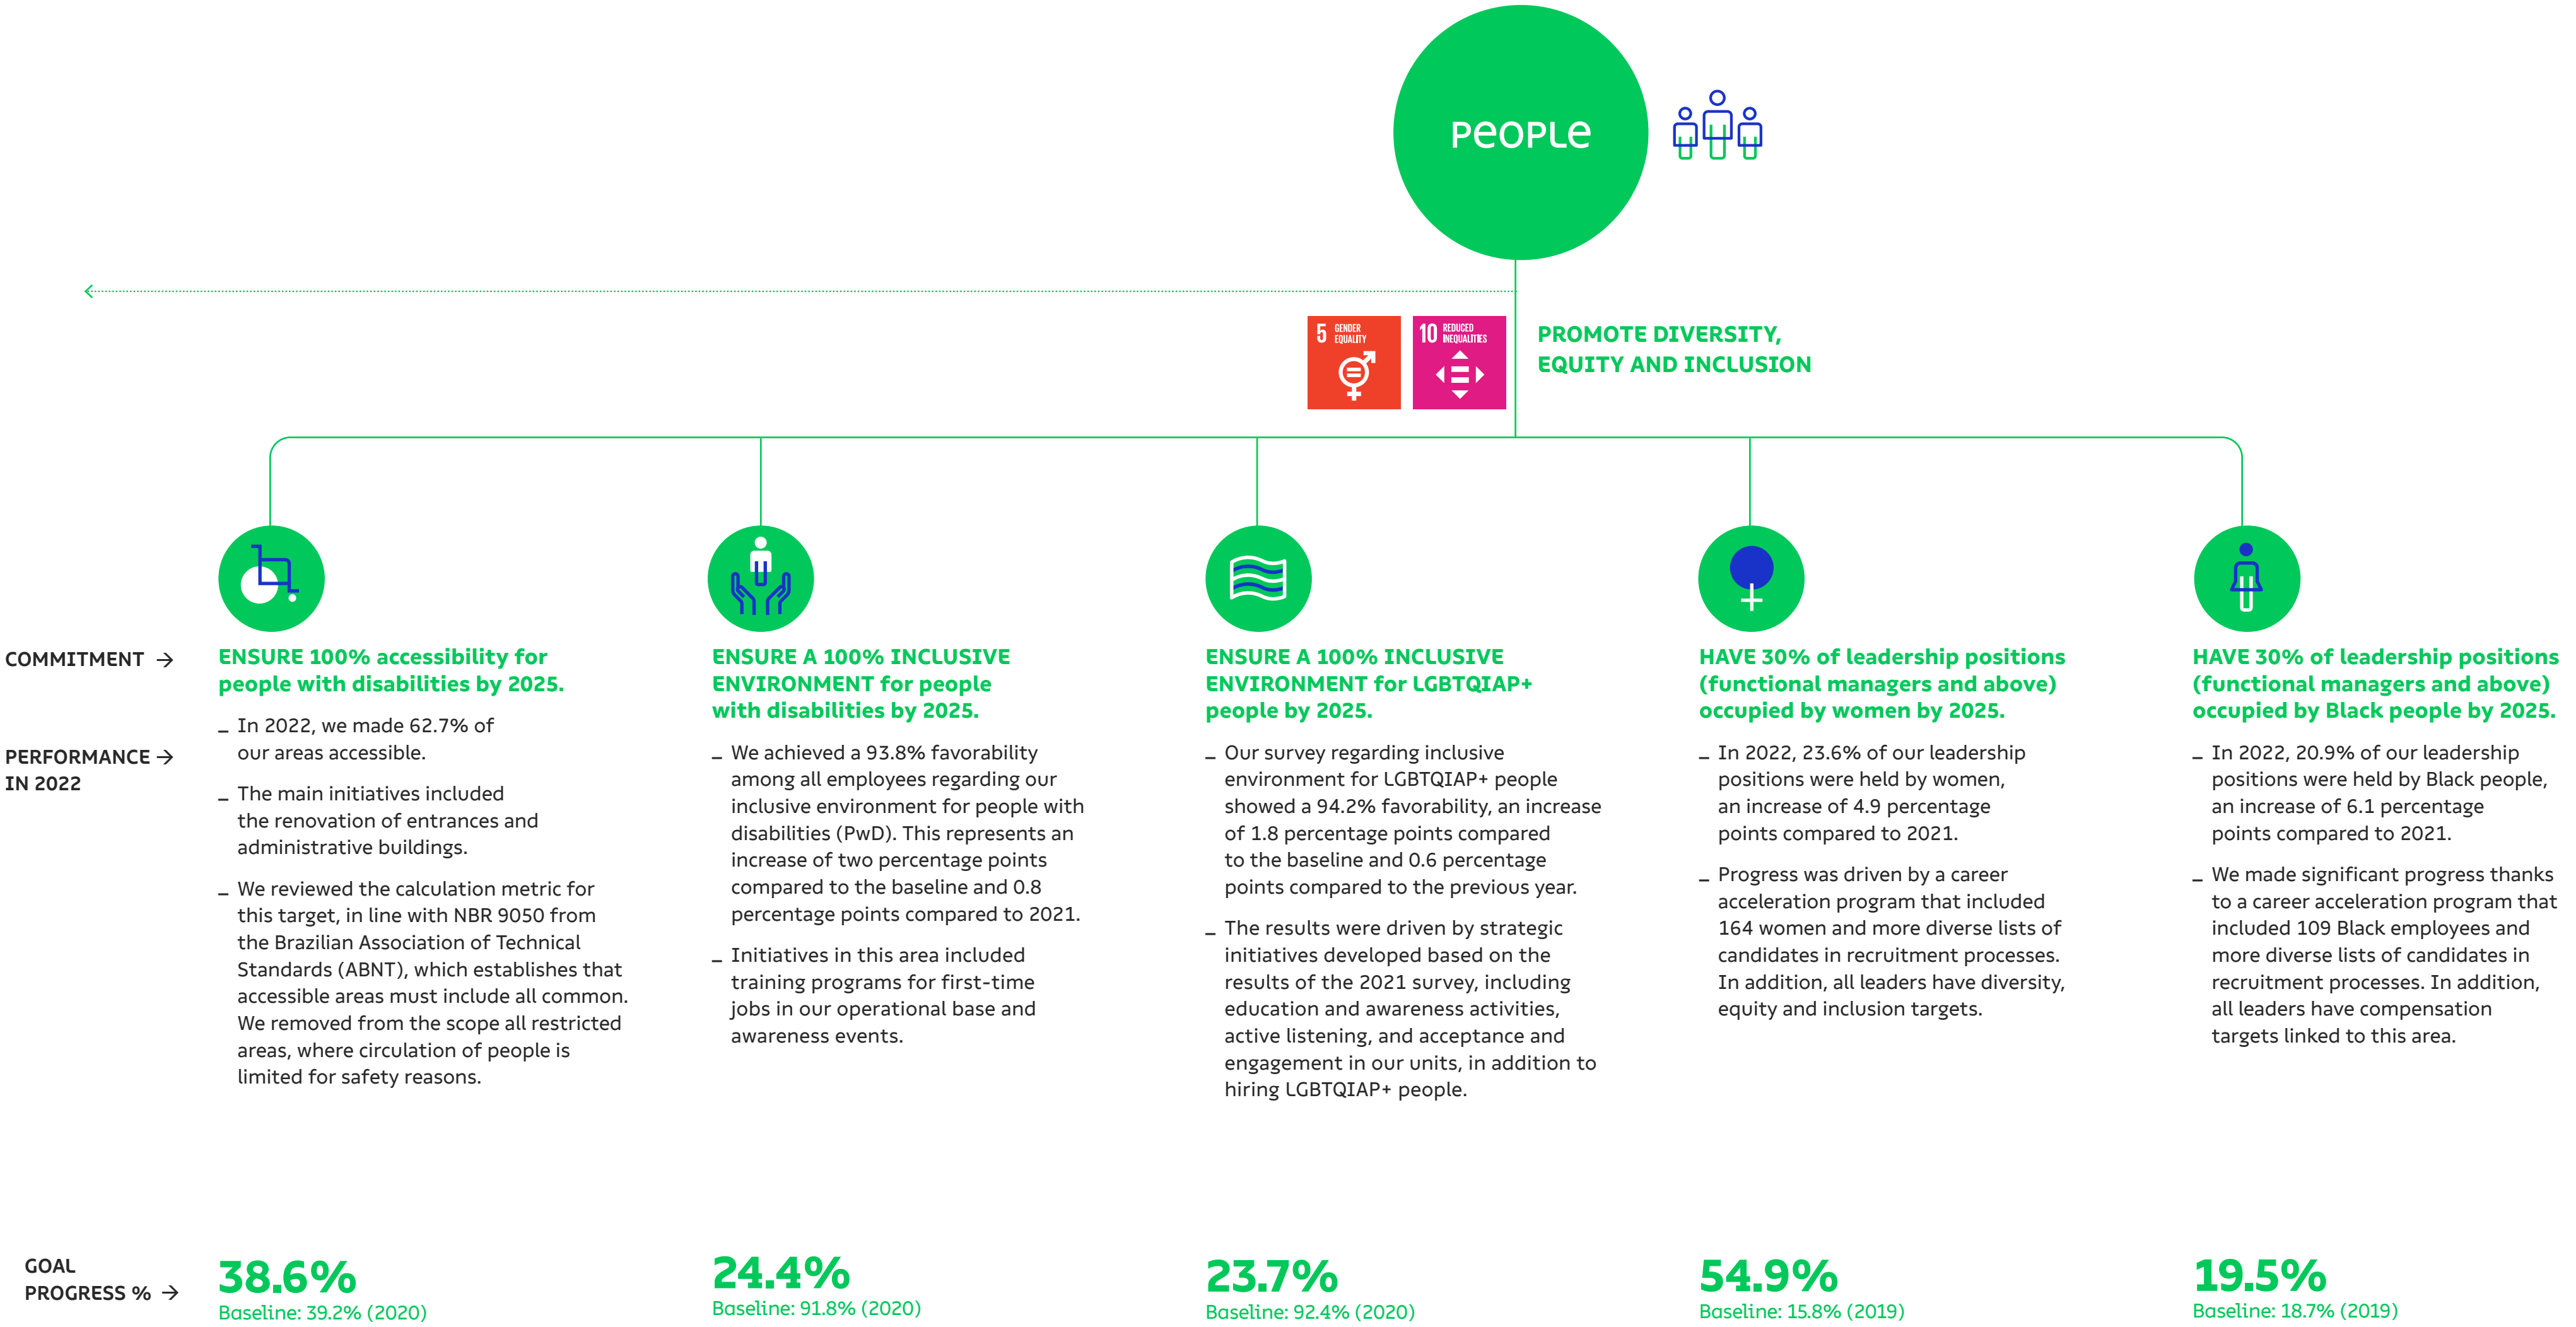 PEOPLE
5 GENDER EQUALITY
10 REDUCED INEQUALITIES
PROMOTE DIVERSITY,
EQUITY AND INCLUSION
COMMITMENT →
ENSURE 100% accessibility for
people with disabilities by 2025.
PERFORMANCE →
IN 2022
– In 2022, we made 62.7% of
our areas accessible.
– The main initiatives included
the renovation of entrances and
administrative buildings.
– We reviewed the calculation metric for
this target, in line with NBR 9050 from
the Brazilian Association of Technical
Standards (ABNT), which establishes that
accessible areas must include all common.
We removed from the scope all restricted
areas, where circulation of people is
limited for safety reasons.
ENSURE A 100% INCLUSIVE
ENVIRONMENT for people
with disabilities by 2025.
– We achieved a 93.8% favorability
among all employees regarding our
inclusive environment for people with
disabilities (PwD). This represents an
increase of two percentage points
compared to the baseline and 0.8
percentage points compared to 2021.
– Initiatives in this area included
training programs for first-time
jobs in our operational base and
awareness events.
ENSURE A 100% INCLUSIVE
ENVIRONMENT for LGBTQIAP+
people by 2025.
– Our survey regarding inclusive
environment for LGBTQIAP+ people
showed a 94.2% favorability, an increase
of 1.8 percentage points compared
to the baseline and 0.6 percentage
points compared to the previous year.
– The results were driven by strategic
initiatives developed based on the
results of the 2021 survey, including
education and awareness activities,
active listening, and acceptance and
engagement in our units, in addition to
hiring LGBTQIAP+ people.
HAVE 30% of leadership positions
(functional managers and above)
occupied by women by 2025.
– In 2022, 23.6% of our leadership
positions were held by women,
an increase of 4.9 percentage
points compared to 2021.
– Progress was driven by a career
acceleration program that included
164 women and more diverse lists of
candidates in recruitment processes.
In addition, all leaders have diversity,
equity and inclusion targets.
HAVE 30% of leadership positions
(functional managers and above)
occupied by Black people by 2025.
– In 2022, 20.9% of our leadership
positions were held by Black people,
an increase of 6.1 percentage
points compared to 2021.
– We made significant progress thanks
to a career acceleration program that
included 109 Black employees and
more diverse lists of candidates in
recruitment processes. In addition,
all leaders have compensation
targets linked to this area.
GOAL
PROGRESS % →
38.6%
Baseline: 39.2% (2020)
24.4%
Baseline: 91.8% (2020)
23.7%
Baseline: 92.4% (2020)
54.9%
Baseline: 15.8% (2019)
19.5%
Baseline: 18.7% (2019)